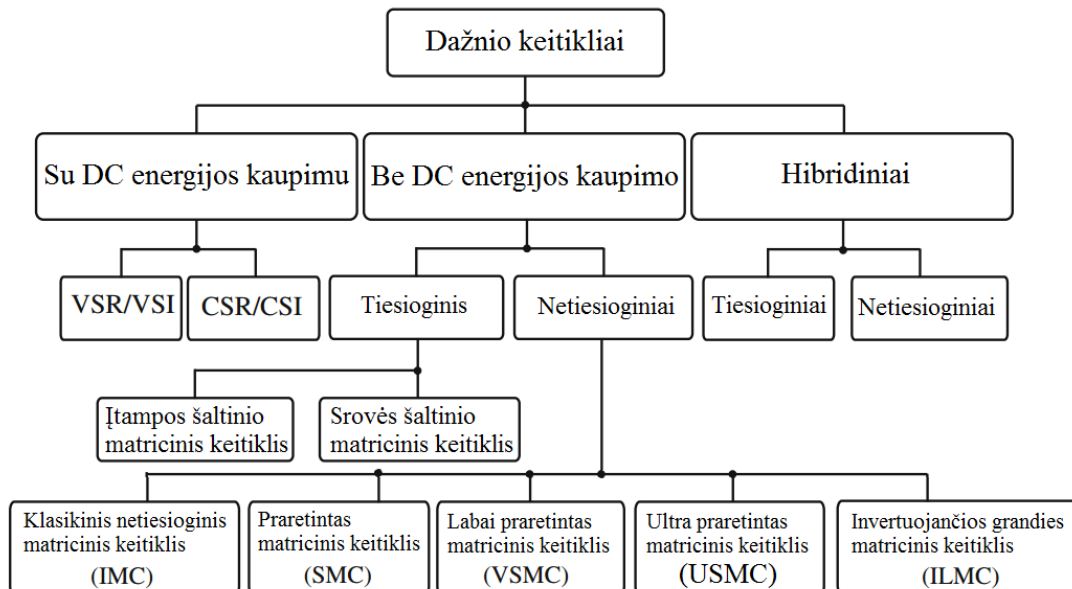 Dažnio keitikliai
Su DC energijos kaupimu
Be DC energijos kaupimo
Hibridiniai
VSR/VSI
CSR/CSI
Tiesioginis
Netiesioginiai
Tiesioginiai
Netiesioginiai
Įtampos šaltinio
matricinis keitiklis
Srovės šaltinio
matricinis keitiklis
Klasikinis netiesioginis
matricinis keitiklis
(IMC)
Praretintas
matricinis keitiklis
(SMC)
Labai praretintas
matricinis keitiklis
(VSMC)
Ultra praretintas
matricinis keitiklis
(USMC)
Invertuojančios grandies
matricinis keitiklis
(ILMC)